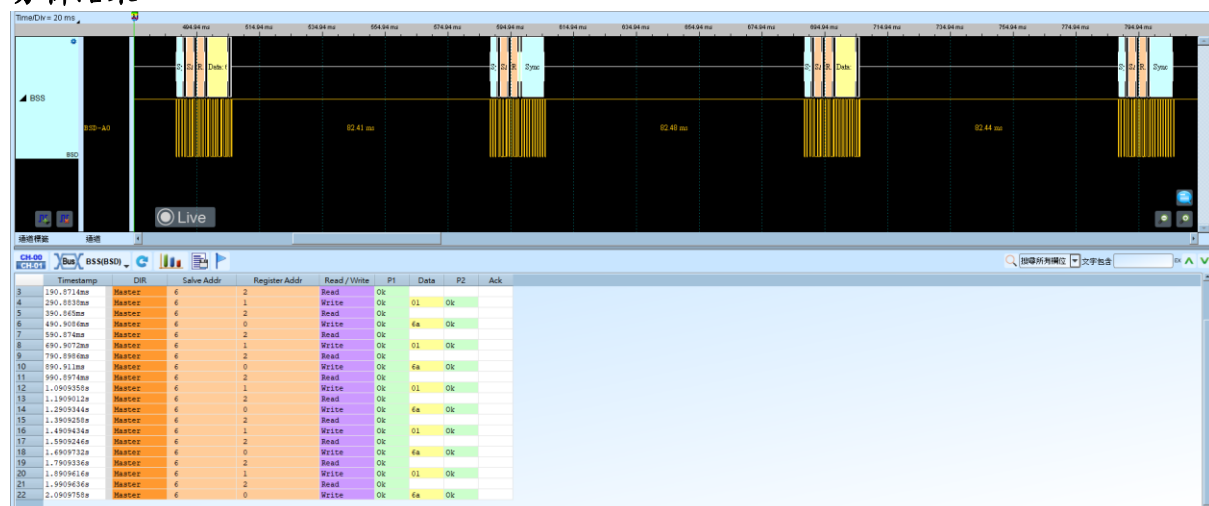 Time/Div = 20 ms
494.94 ms 514.94 ms 534.94 ms 554.94 ms 574.94 ms 594.94 ms 614.94 ms 634.94 ms 654.94 ms 674.94 ms 694.94 ms 714.94 ms 734.94 ms 754.94 ms 774.94 ms 794.94 ms
R Data: R Sync R Data: R Sync
BSS
BSD-A0 82.41 ms 82.48 ms 82.44 ms
BSD
Live
通道標籤 通道
CH-00 CH-01 Bus BSS(BSD) 搜尋所有欄位 文字包含
Timestamp DIR Salve Addr Register Addr Read / Write P1 Data P2 Ack
3 190.8714ms Master 6 2 Read Ok
4 290.8838ms Master 6 1 Write Ok 01 Ok
5 390.865ms Master 6 2 Read Ok
6 490.9086ms Master 6 0 Write Ok 6a Ok
7 590.874ms Master 6 2 Read Ok
8 690.9072ms Master 6 1 Write Ok 01 Ok
9 790.8986ms Master 6 2 Read Ok
10 890.911ms Master 6 0 Write Ok 6a Ok
11 990.8974ms Master 6 2 Read Ok
12 1.0909358s Master 6 1 Write Ok 01 Ok
13 1.1909012s Master 6 2 Read Ok
14 1.2909344s Master 6 0 Write Ok 6a Ok
15 1.3909258s Master 6 2 Read Ok
16 1.4909434s Master 6 1 Write Ok 01 Ok
17 1.5909246s Master 6 2 Read Ok
18 1.6909732s Master 6 0 Write Ok 6a Ok
19 1.7909336s Master 6 2 Read Ok
20 1.8909616s Master 6 1 Write Ok 01 Ok
21 1.9909636s Master 6 2 Read Ok
22 2.0909758s Master 6 0 Write Ok 6a Ok